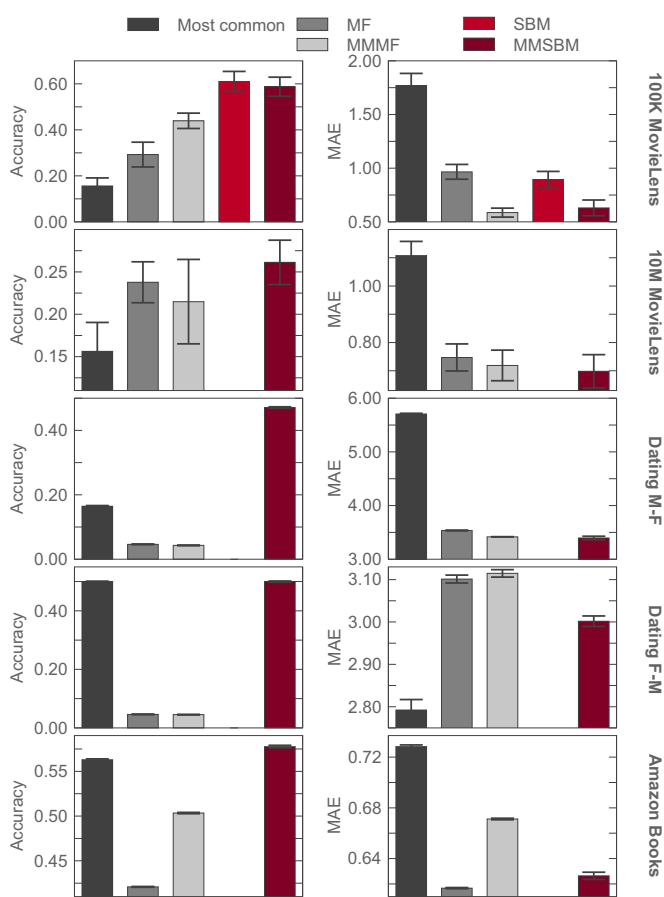 Most common MF SBM
MMMF MMSBM
Accuracy
0.60
0.40
0.20
0.00
MAE
2.00
1.50
1.00
0.50
100K MovieLens
Accuracy
0.25
0.20
0.15
MAE
1.00
0.80
0.70
10M MovieLens
Accuracy
0.40
0.20
0.00
MAE
6.00
5.00
4.00
3.00
Dating M-F
Accuracy
0.40
0.20
0.00
MAE
3.10
3.00
2.90
2.80
Dating F-M
Accuracy
0.55
0.50
0.45
MAE
0.72
0.68
0.64
Amazon Books